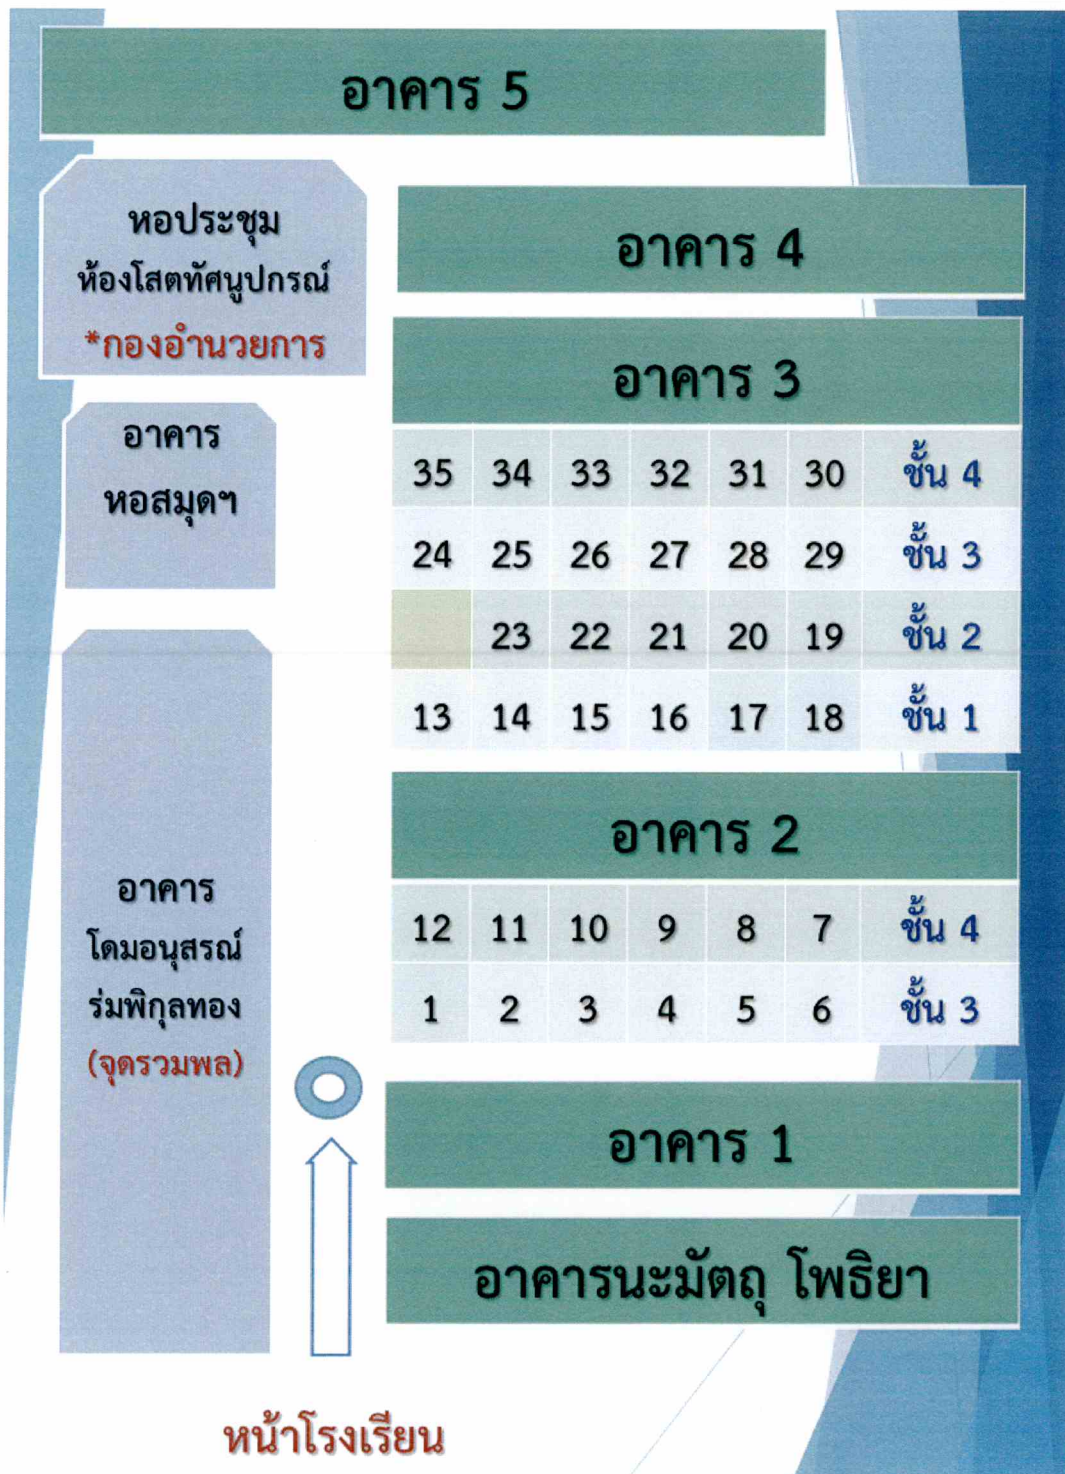 อาคาร 5
หอประชุม
ห้องโสตทัศนูปกรณ์
*กองอำนวยการ
อาคาร 4
อาคาร
หอสมุดฯ
อาคาร 3
35 34 33 32 31 30 ชั้น 4
24 25 26 27 28 29 ชั้น 3
23 22 21 20 19 ชั้น 2
13 14 15 16 17 18 ชั้น 1
อาคาร 2
12 11 10 9 8 7 ชั้น 4
1 2 3 4 5 6 ชั้น 3
อาคาร
โดมอนุสรณ์
ร่มพิกุลทอง
(จุดรวมพล)
อาคาร 1
อาคารนะมัตถุ โพธิยา
หน้าโรงเรียน